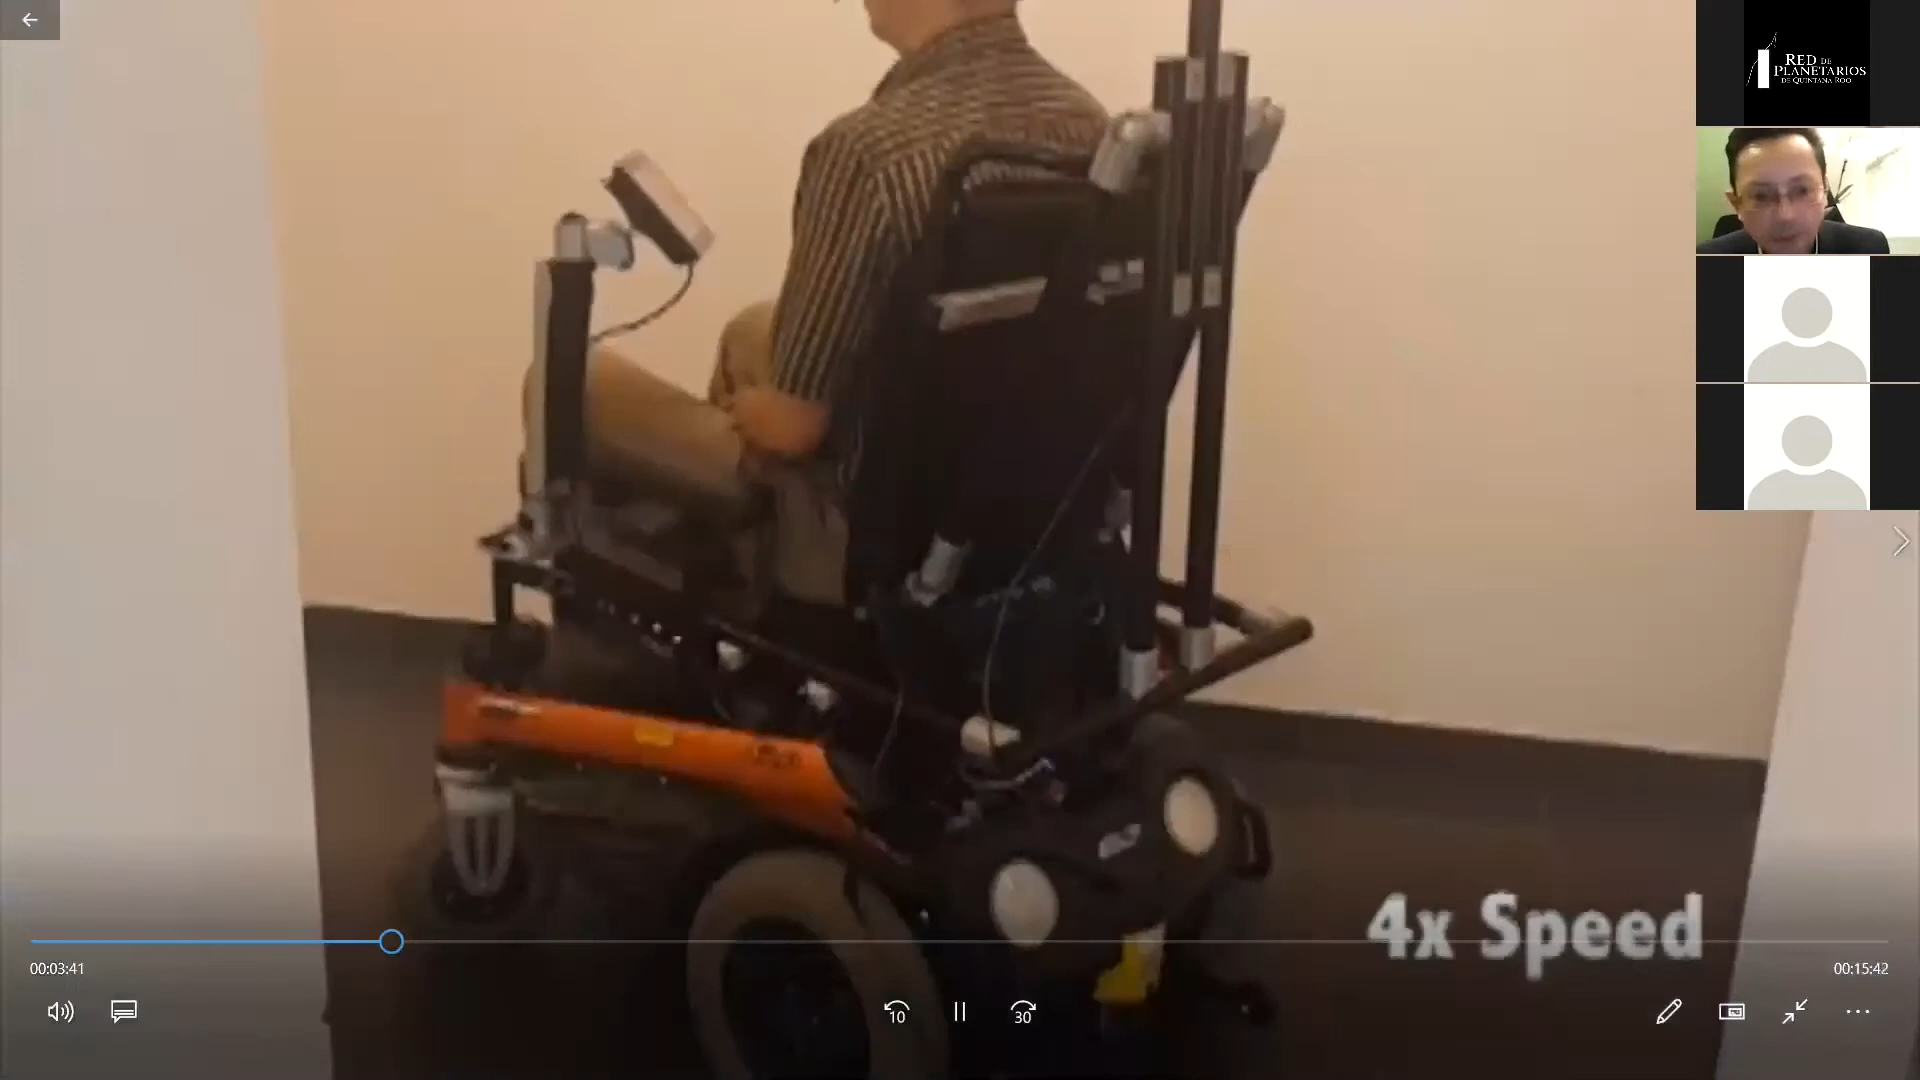 RED DE
PLANETARIOS
DE QUINTANA ROO
4x Speed
00:03:41
00:15:42
10
30